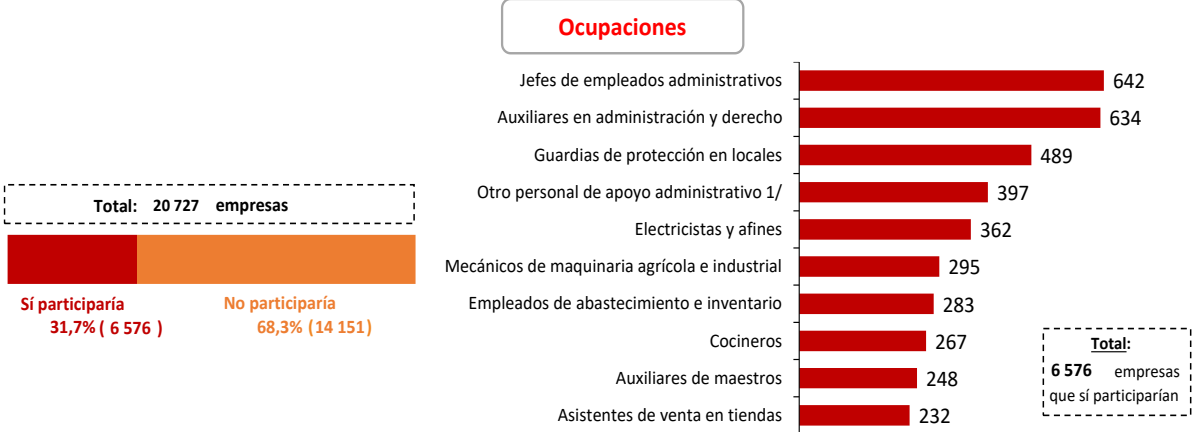 Ocupaciones
Total: 20 727 empresas
Sí participaría
31,7% ( 6 576 )
No participaría
68,3% (14 151)
Jefes de empleados administrativos 642
Auxiliares en administración y derecho 634
Guardias de protección en locales 489
Otro personal de apoyo administrativo 1/ 397
Electricistas y afines 362
Mecánicos de maquinaria agrícola e industrial 295
Empleados de abastecimiento e inventario 283
Cocineros 267
Auxiliares de maestros 248
Asistentes de venta en tiendas 232
Total:
6 576 empresas
que sí participarían